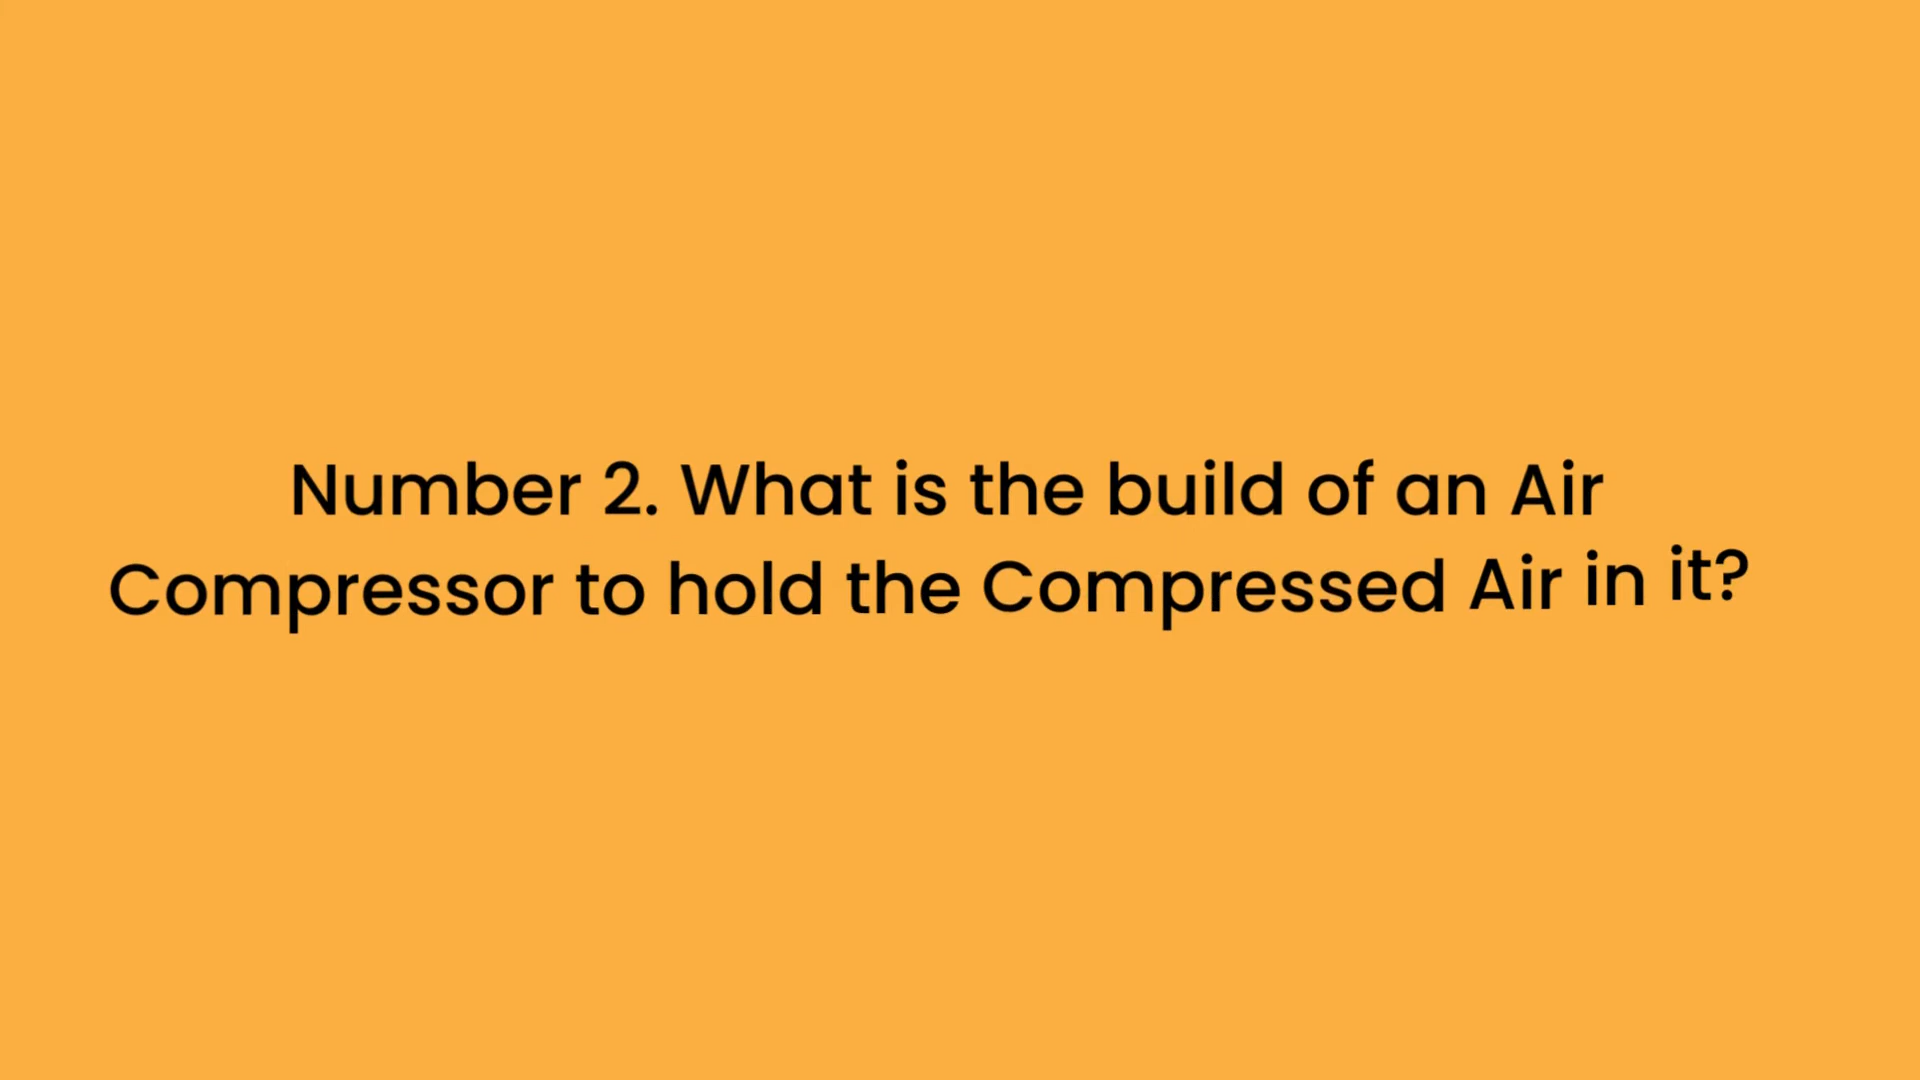 Number 2. What is the build of an Air
Compressor to hold the Compressed Air in it?